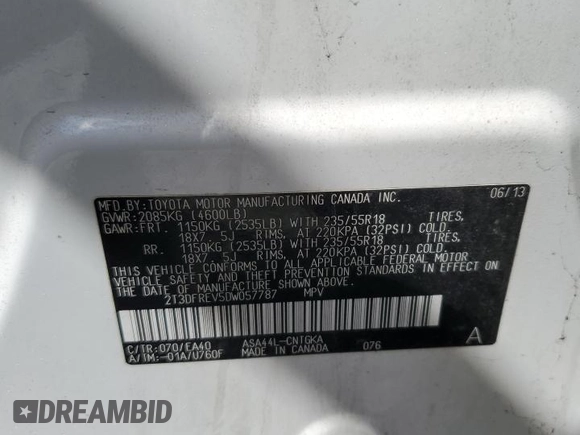 MFD.BY: TOYOTA MOTOR MANUFACTURING CANADA INC. 06/13
GVWR: 2085KG (4600LB)
GAWR: FRT. 1150KG (2535LB) WITH 235/55R18 TIRES,
18X7.5J RIMS, AT 220KPA (32PSI) COLD.
RR. 1150KG (2535LB) WITH 235/55R18 TIRES,
18X7.5J RIMS, AT 220KPA (32PSI) COLD.
THIS VEHICLE CONFORMS TO ALL APPLICABLE FEDERAL MOTOR
VEHICLE SAFETY AND THEFT PREVENTION STANDARDS IN
EFFECT ON THE DATE OF MANUFACTURE SHOWN ABOVE.
2T3DFREV5DW057787 MPV
C/TR: 070/EA40 ASA44L-CNTGKA A
A/TM: -01A/U760F MADE IN CANADA 076
DREAMBID